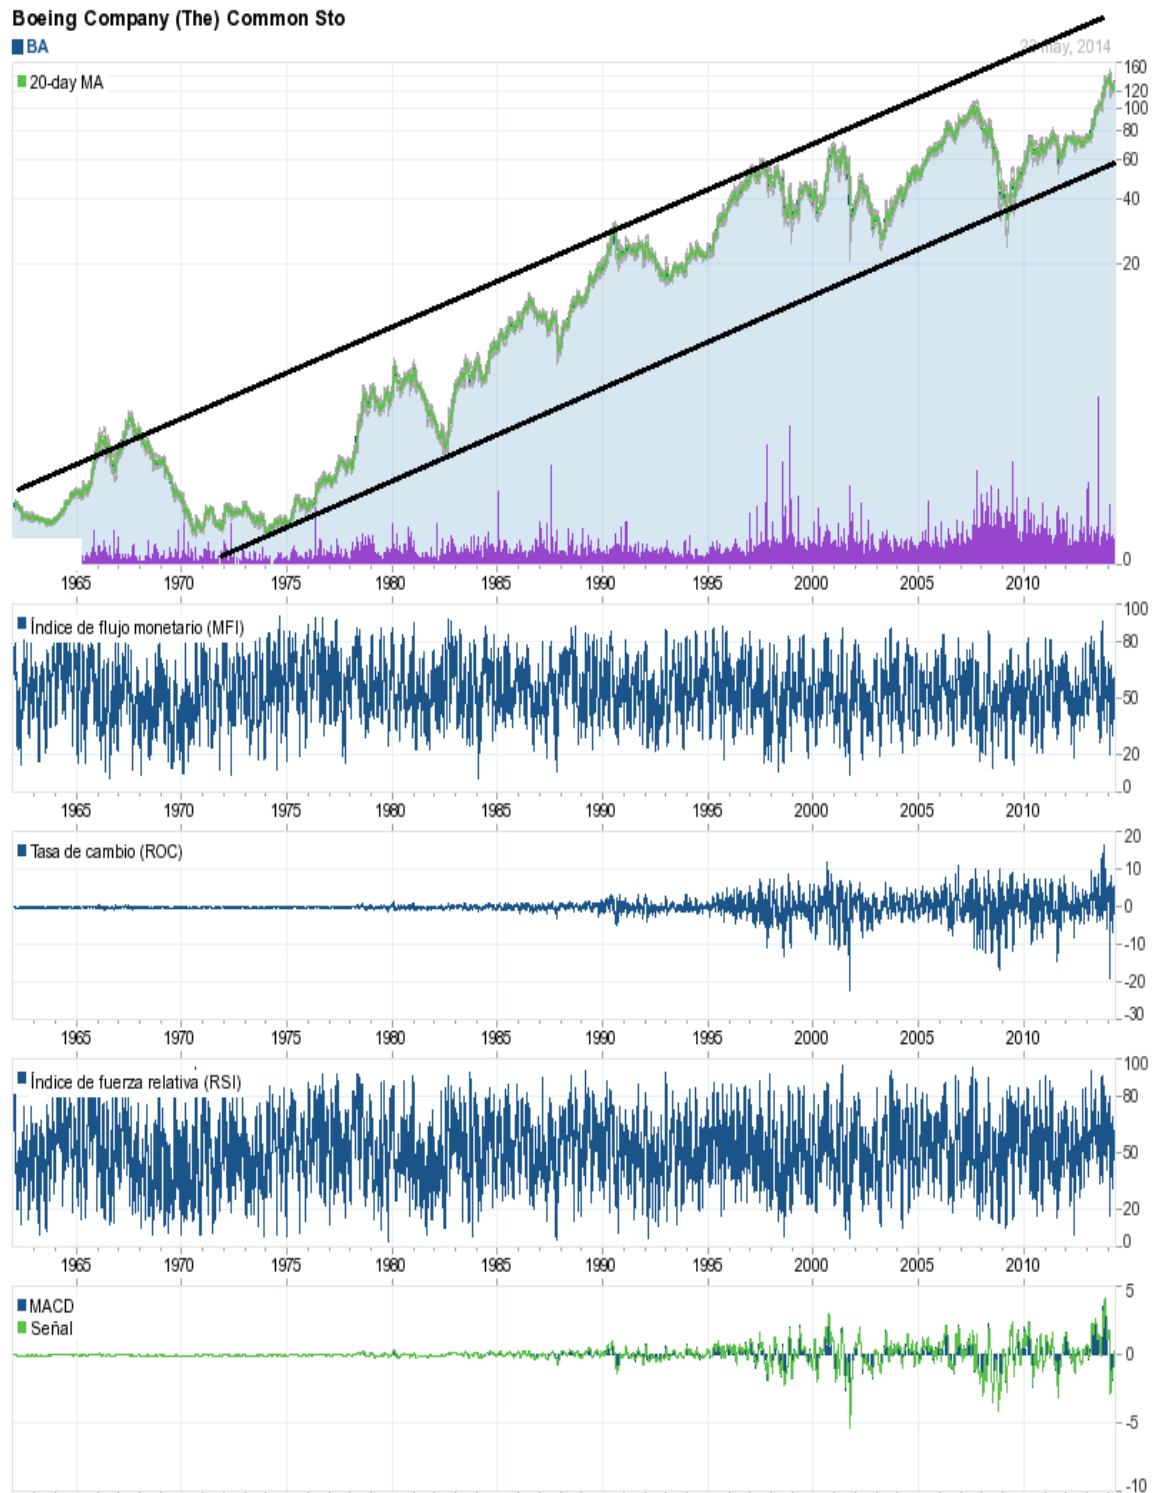 Boeing Company (The) Common Sto
BA
22 may, 2014
20-day MA
160
120
100
80
60
40
20
0
1965 1970 1975 1980 1985 1990 1995 2000 2005 2010
Índice de flujo monetario (MFI)
100
80
50
20
0
1965 1970 1975 1980 1985 1990 1995 2000 2005 2010
Tasa de cambio (ROC)
20
10
0
-10
-20
-30
1965 1970 1975 1980 1985 1990 1995 2000 2005 2010
Índice de fuerza relativa (RSI)
100
80
50
20
0
1965 1970 1975 1980 1985 1990 1995 2000 2005 2010
MACD
Señal
5
0
-5
-10